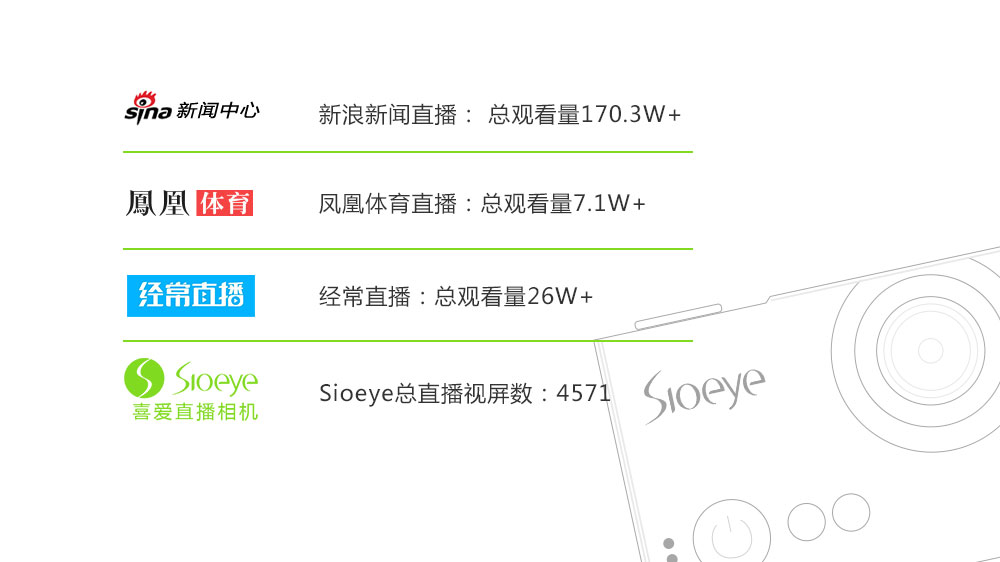 sina 新闻中心
新浪新闻直播： 总观看量170.3W+
鳳凰 体育
凤凰体育直播：总观看量7.1W+
经常直播
经常直播：总观看量26W+
Sioeye
喜爱直播相机
Sioeye总直播视屏数：4571
Sioeye